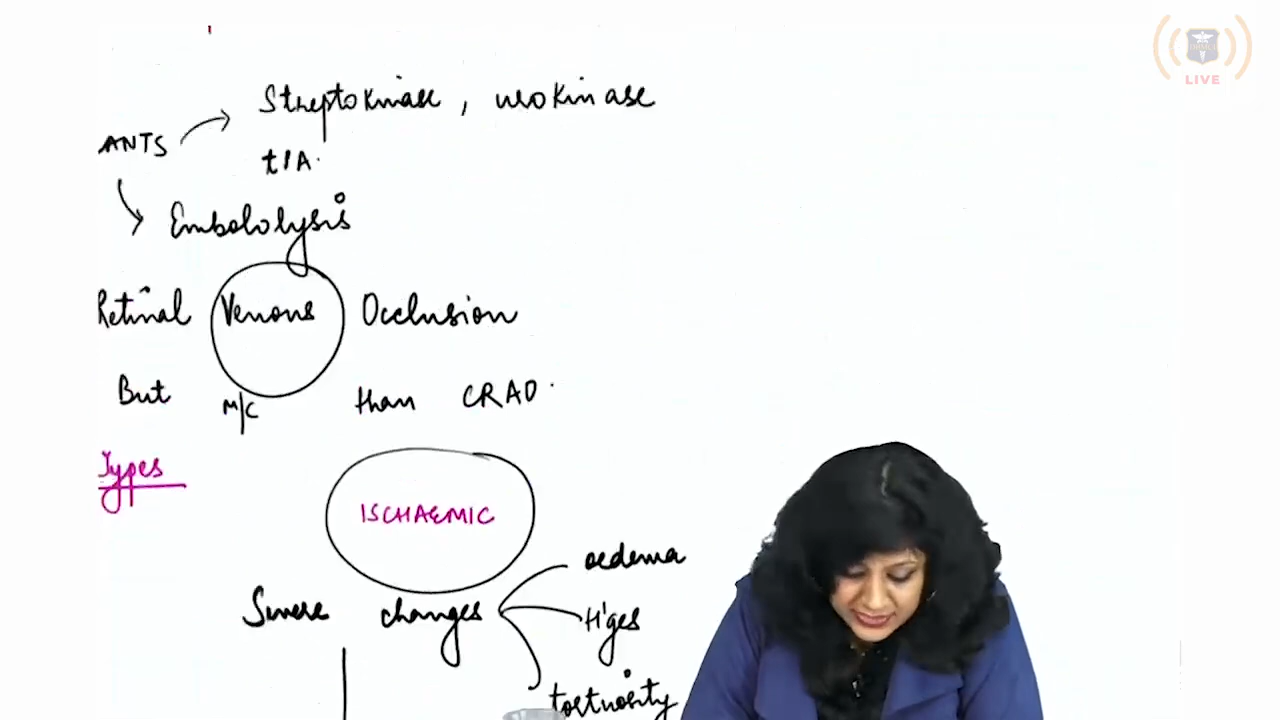 Streptokinase, urokinase
ANTS
tPA.
Embololysis
Retinal Venous Occlusion
But M/C than CRAO.
Types
ISCHAEMIC
oedema
Severe changes
H'ges
tortuosity
LIVE